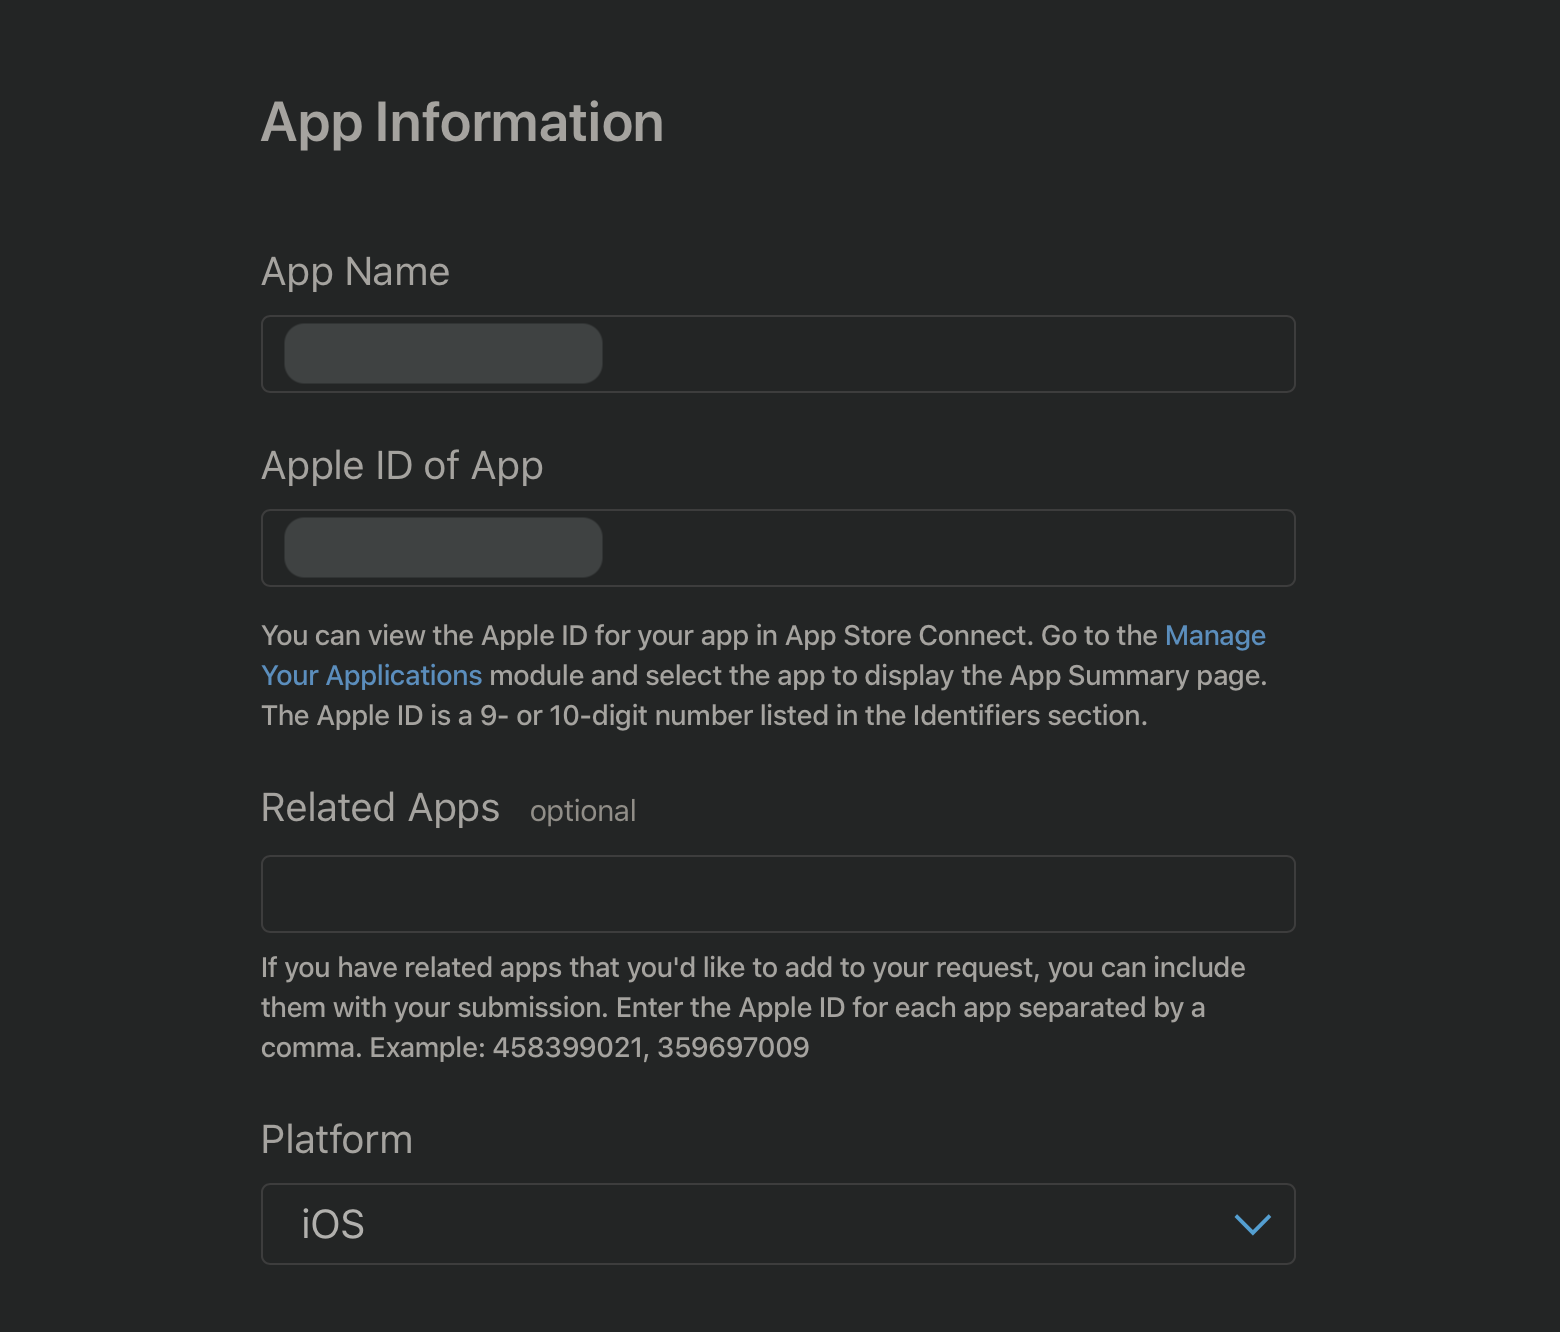 App Information
App Name
Apple ID of App
You can view the Apple ID for your app in App Store Connect. Go to the Manage
Your Applications module and select the app to display the App Summary page.
The Apple ID is a 9- or 10-digit number listed in the Identifiers section.
Related Apps optional
If you have related apps that you'd like to add to your request, you can include
them with your submission. Enter the Apple ID for each app separated by a
comma. Example: 458399021, 359697009
Platform
iOS